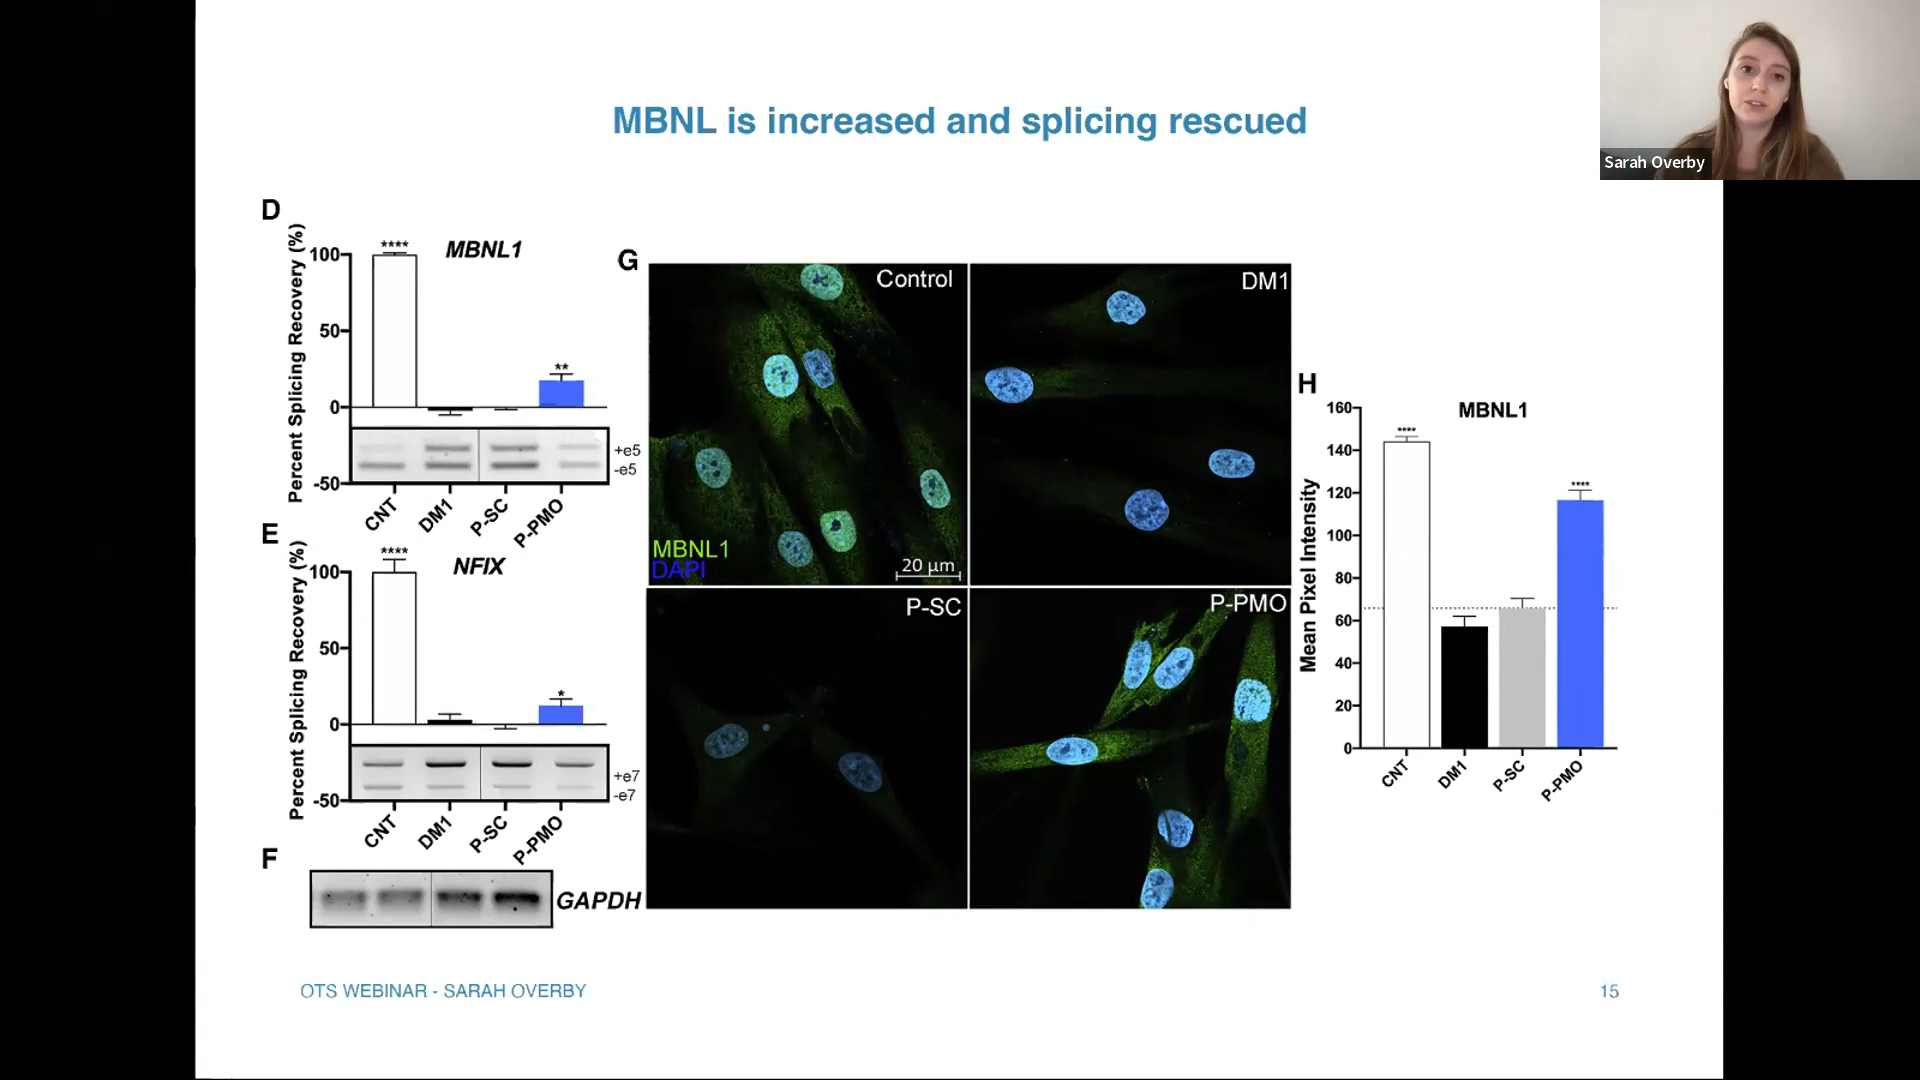 MBNL is increased and splicing rescued
Sarah Overby
D
Percent Splicing Recovery (%)
100
50
0
-50
****
MBNL1
**
+e5
-e5
CNT
DM1
P-SC
P-PMO
E
Percent Splicing Recovery (%)
100
50
0
-50
****
NFIX
*
+e7
-e7
CNT
DM1
P-SC
P-PMO
F
GAPDH
G
Control
DM1
MBNL1
DAPI
20 µm
P-SC
P-PMO
H
MBNL1
Mean Pixel Intensity
160
140
120
100
80
60
40
20
0
****
****
CNT
DM1
P-SC
P-PMO
OTS WEBINAR - SARAH OVERBY
15